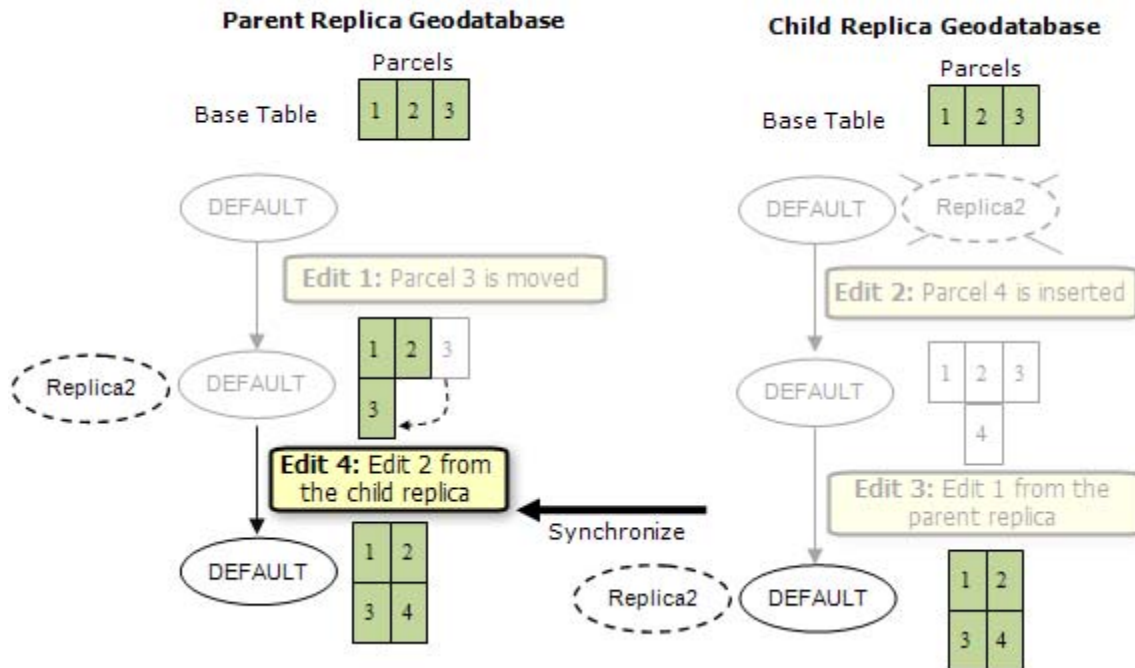 Parent Replica Geodatabase
Parcels
Base Table
1 2 3
DEFAULT
Edit 1: Parcel 3 is moved
1 2 3
Replica2
DEFAULT
3
Edit 4: Edit 2 from
the child replica
Synchronize
1 2
DEFAULT
3 4
Child Replica Geodatabase
Parcels
Base Table
1 2 3
DEFAULT
Replica2
Edit 2: Parcel 4 is inserted
1 2 3
DEFAULT
4
Edit 3: Edit 1 from the
parent replica
1 2
Replica2
DEFAULT
3 4